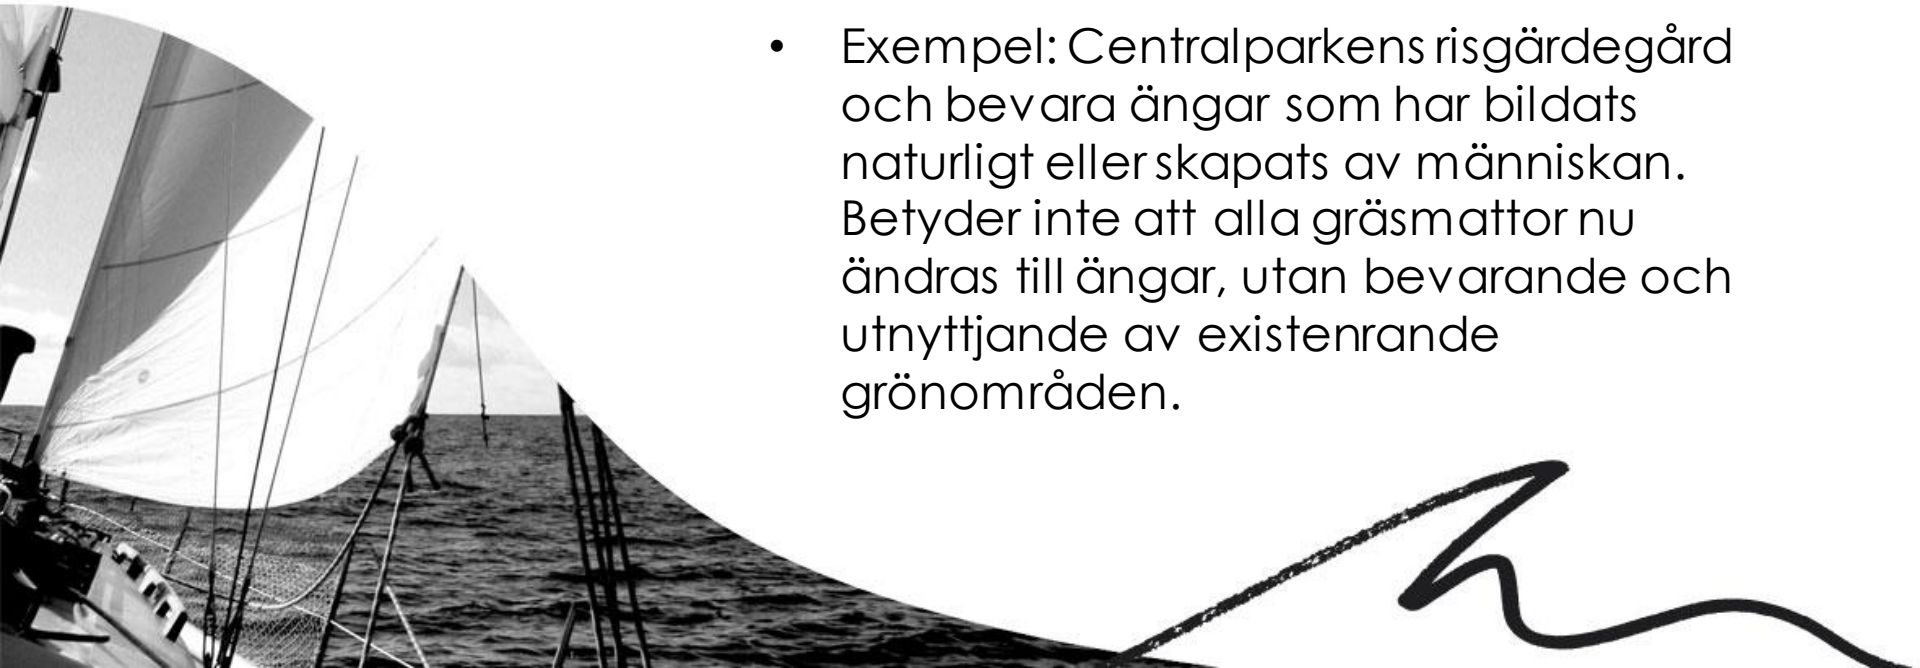 • Exempel: Centralparkens risgärdegård
och bevara ängar som har bildats
naturligt eller skapats av människan.
Betyder inte att alla gräsmattor nu
ändras till ängar, utan bevarande och
utnyttjande av existenrande
grönområden.